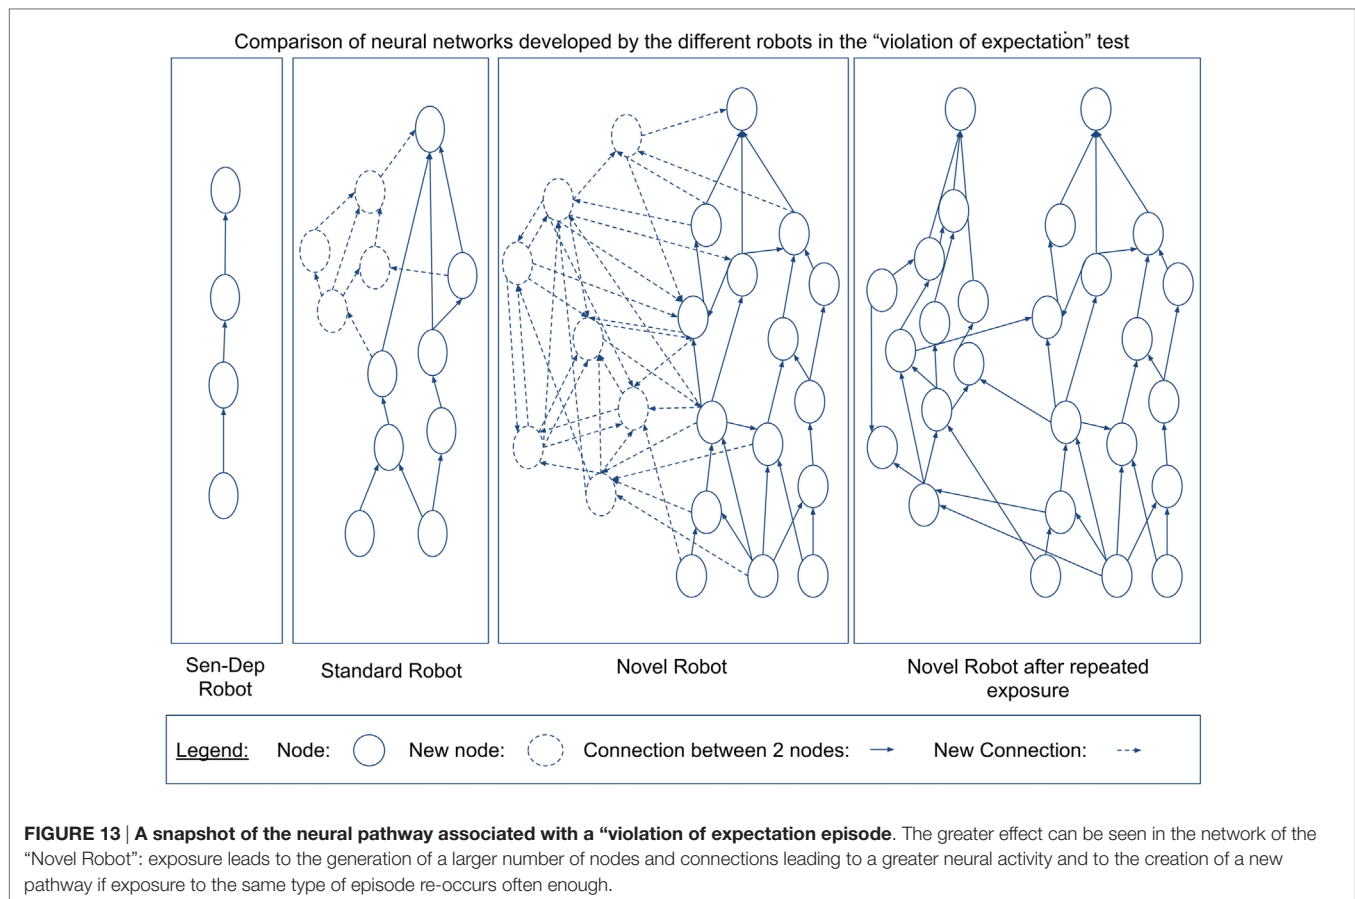 Comparison of neural networks developed by the different robots in the “violation of expectation” test
Sen-Dep
Robot
Standard Robot
Novel Robot
Novel Robot after repeated
exposure
Legend: Node: New node: Connection between 2 nodes: New Connection:
FIGURE 13 | A snapshot of the neural pathway associated with a “violation of expectation episode. The greater effect can be seen in the network of the
“Novel Robot”: exposure leads to the generation of a larger number of nodes and connections leading to a greater neural activity and to the creation of a new
pathway if exposure to the same type of episode re-occurs often enough.